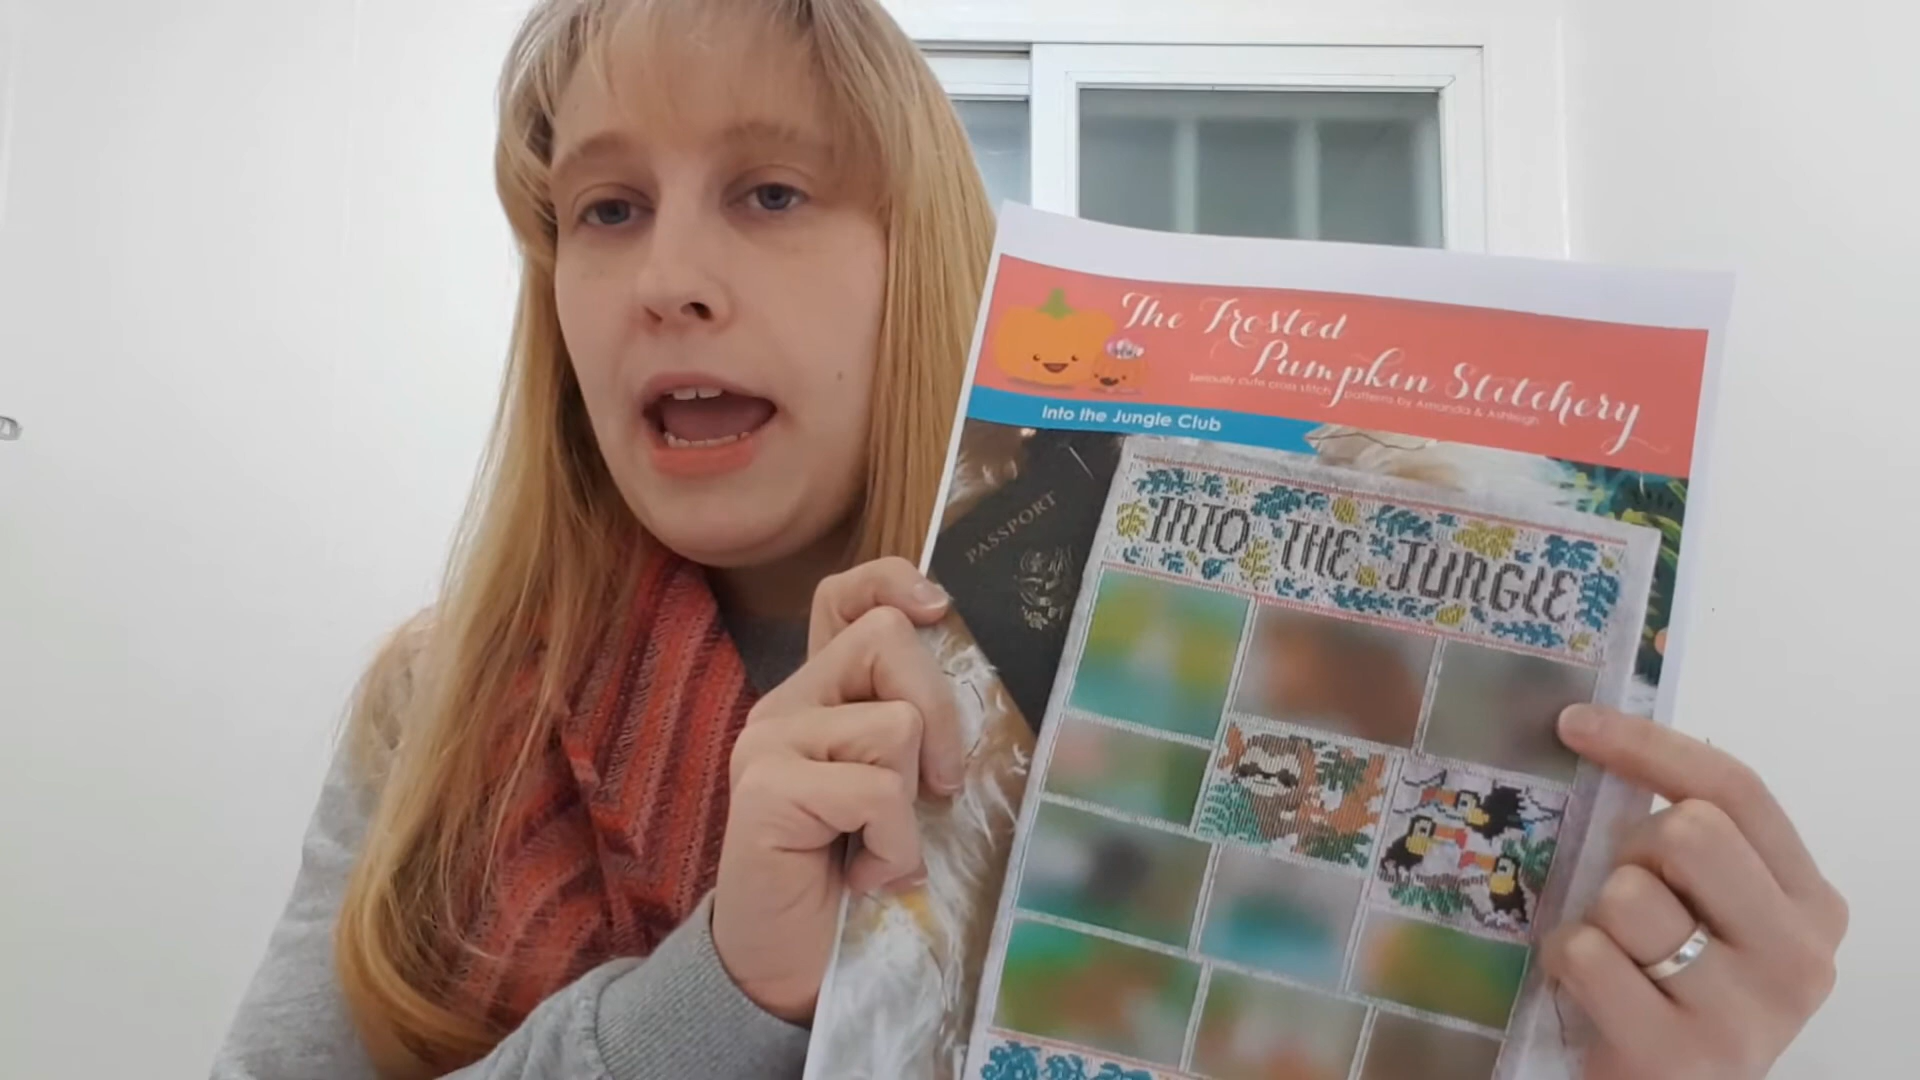 The Frosted
Pumpkin Stitchery
seriously cute cross stitch patterns by Amanda & Ashleigh
Into the Jungle Club
PASSPORT
INTO THE JUNGLE